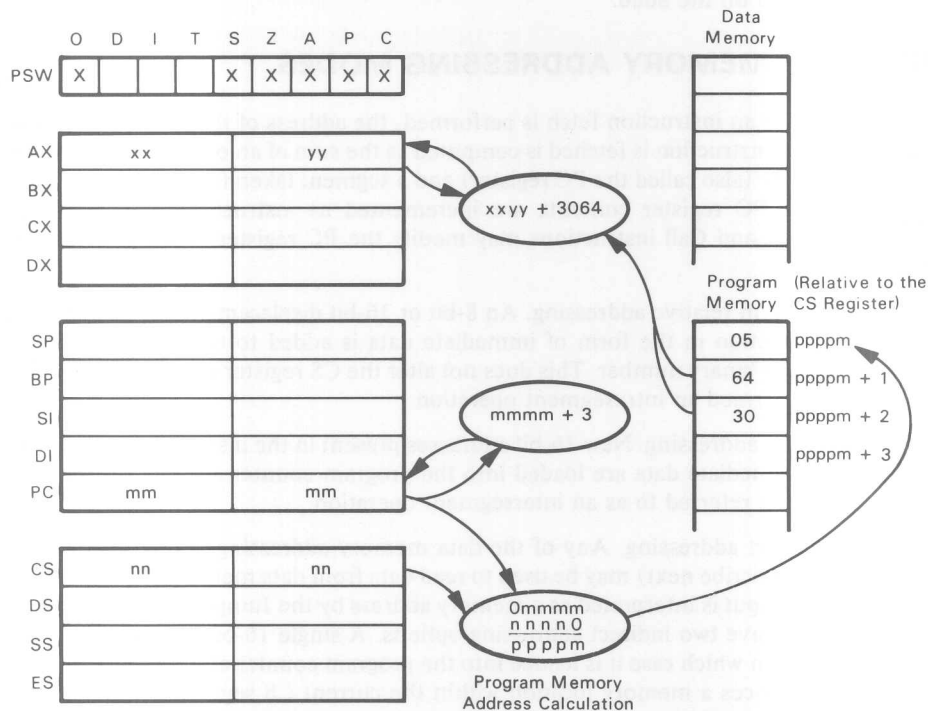 Data
Memory
O D I T S Z A P C
PSW X X X X X X
AX xx yy
BX
CX
DX
xxyy + 3064
Program
Memory
(Relative to the
CS Register)
SP
BP
SI
DI
PC mm mm
mmmm + 3
05 ppppm
64 ppppm + 1
30 ppppm + 2
ppppm + 3
CS nn nn
DS
SS
ES
0mmmm
nnnn0
ppppm
Program Memory
Address Calculation